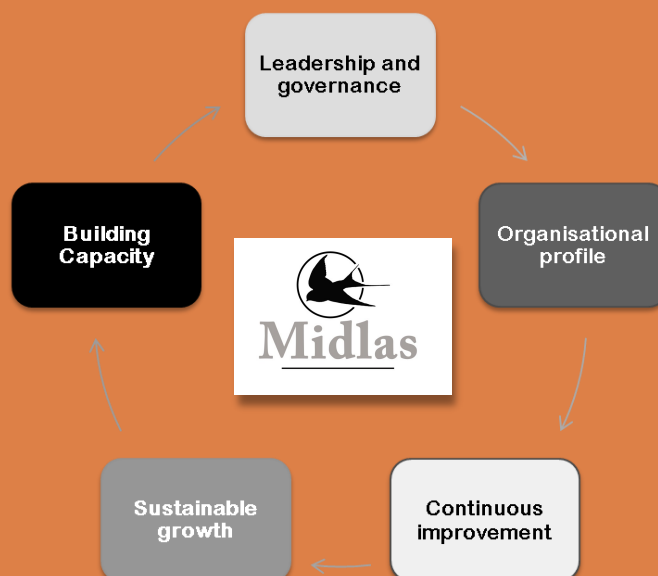 Leadership and
governance
Organisational
profile
Continuous
improvement
Sustainable
growth
Building
Capacity
Midlas